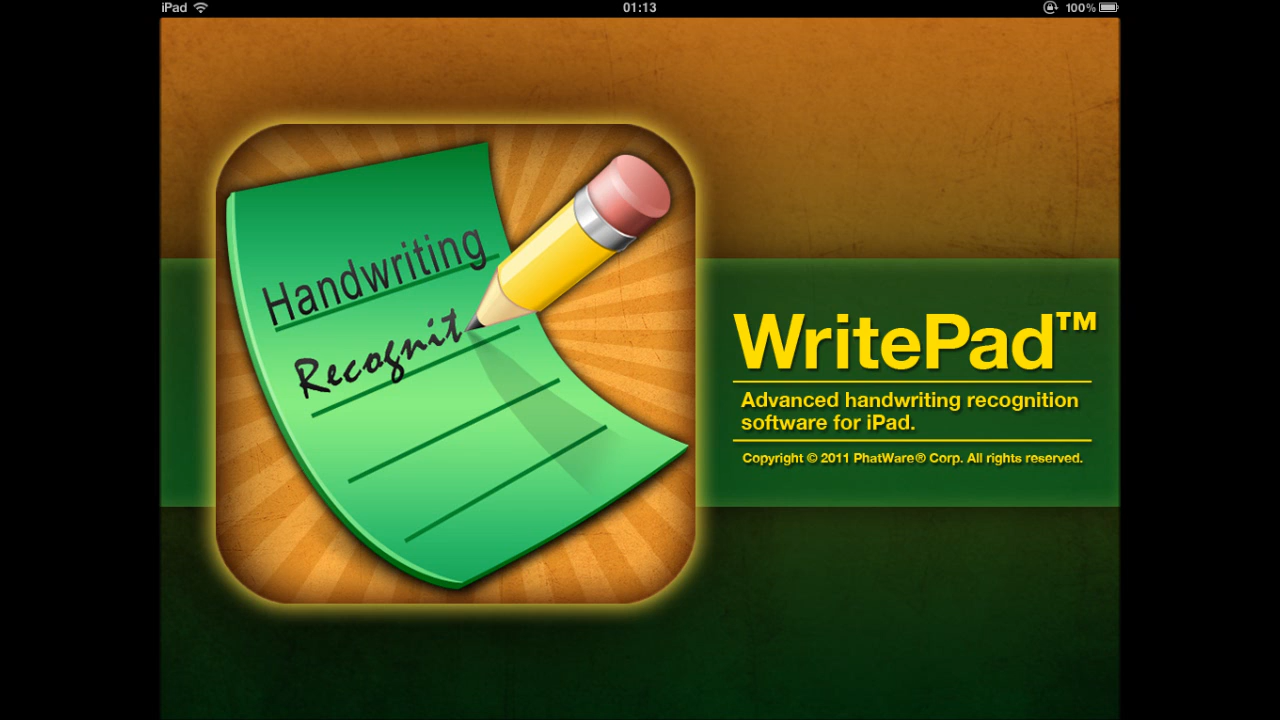 iPad 01:13 100%
Handwriting
Recognit
WritePad™
Advanced handwriting recognition
software for iPad.
Copyright © 2011 PhatWare® Corp. All rights reserved.